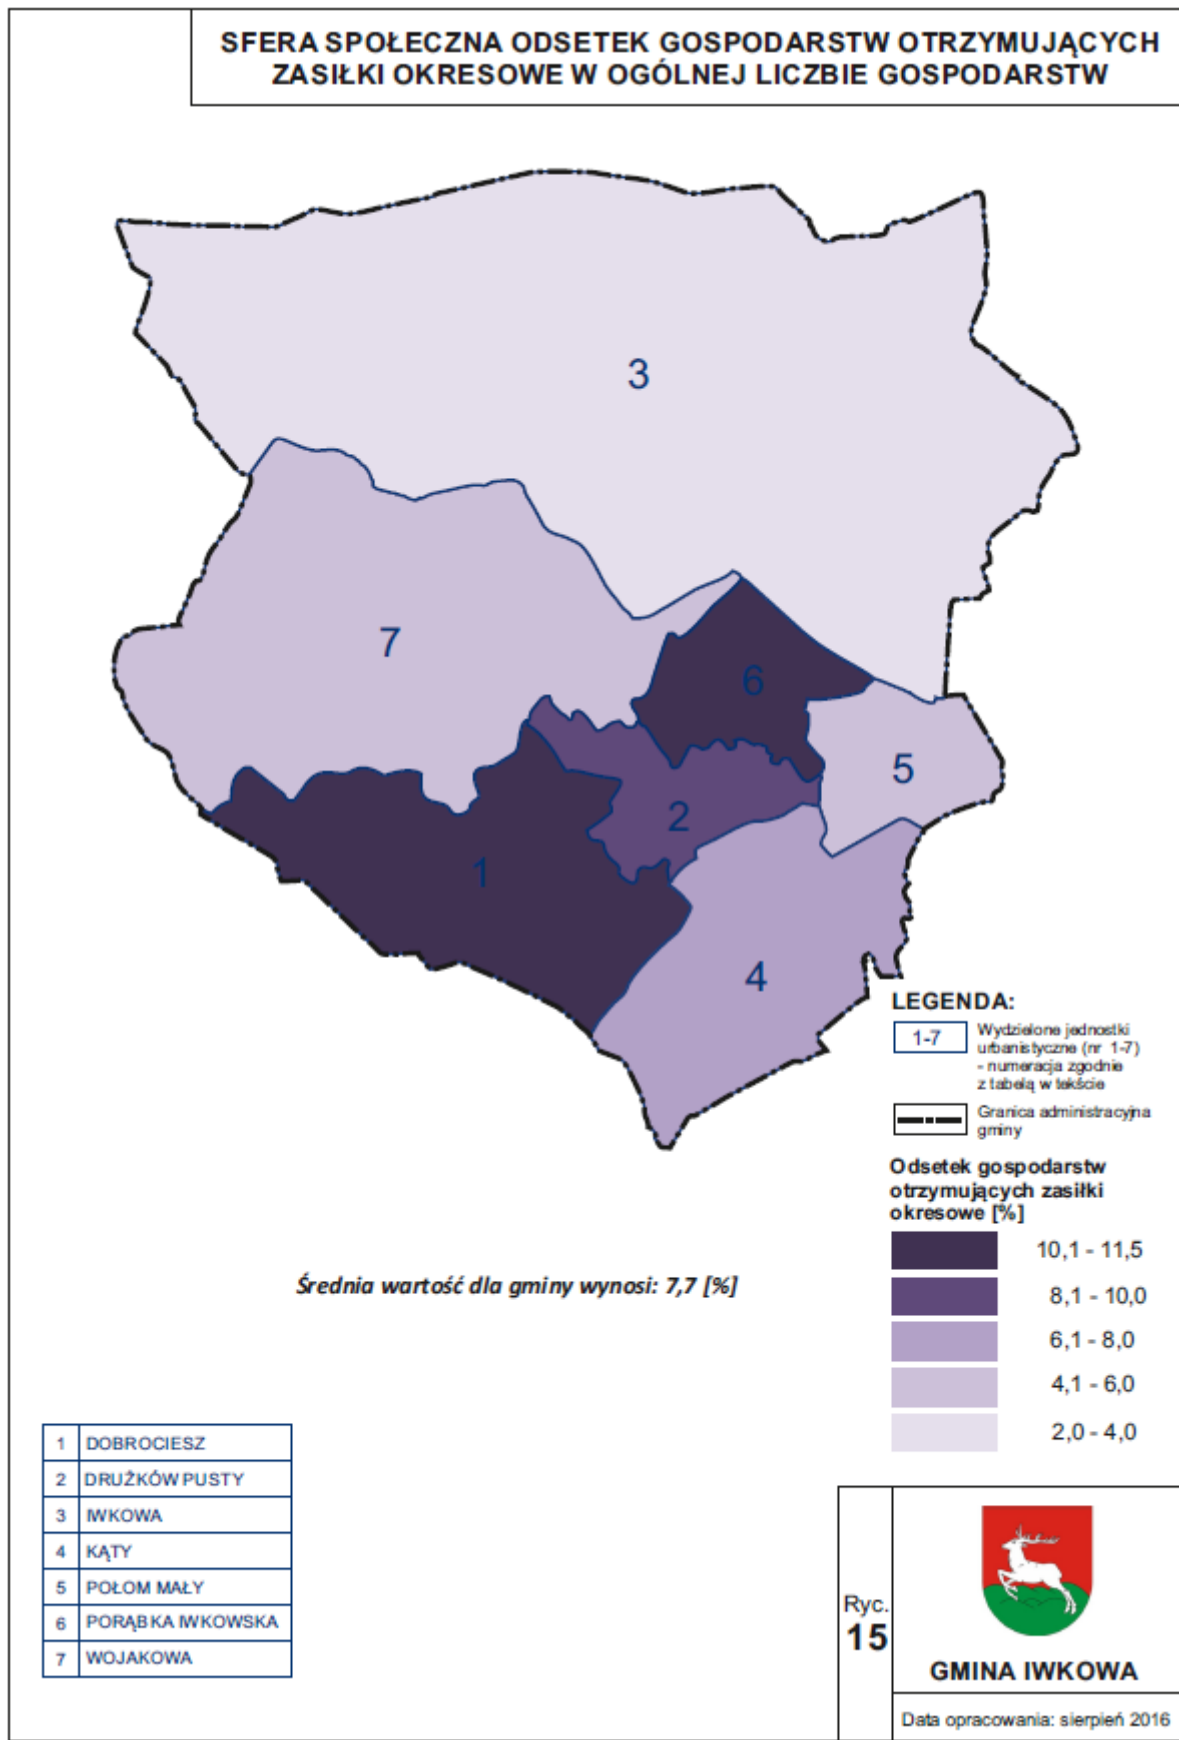 SFERA SPOŁECZNA ODSETEK GOSPODARSTW OTRZYMUJĄCYCH
ZASIŁKI OKRESOWE W OGÓLNEJ LICZBIE GOSPODARSTW
3
7
6
5
2
1
4
LEGENDA:
1-7
Wydzielone jednostki
urbanistyczne (nr 1-7)
- numeracja zgodnie
z tabelą w tekście
Granica administracyjna
gminy
Odsetek gospodarstw
otrzymujących zasiłki
okresowe [%]
10,1 - 11,5
8,1 - 10,0
6,1 - 8,0
4,1 - 6,0
2,0 - 4,0
Średnia wartość dla gminy wynosi: 7,7 [%]
1 DOBROCIESZ
2 DRUŻKÓW PUSTY
3 IWKOWA
4 KĄTY
5 POŁOM MAŁY
6 PORĄBKA IWKOWSKA
7 WOJAKOWA
Ryc.
15
GMINA IWKOWA
Data opracowania: sierpień 2016